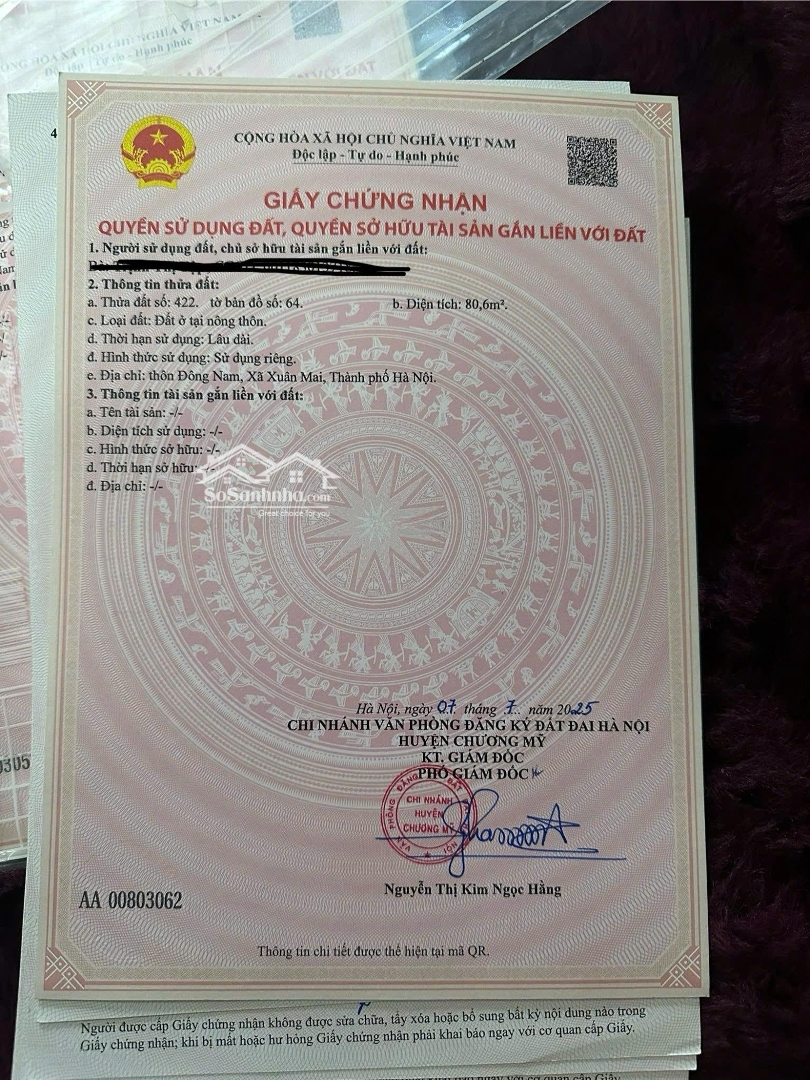 CỘNG HÒA XÃ HỘI CHỦ NGHĨA VIỆT NAM
Độc lập - Tự do - Hạnh phúc
GIẤY CHỨNG NHẬN
QUYỀN SỬ DỤNG ĐẤT, QUYỀN SỞ HỮU TÀI SẢN GẮN LIỀN VỚI ĐẤT
1. Người sử dụng đất, chủ sở hữu tài sản gắn liền với đất:
2. Thông tin thửa đất:
a. Thửa đất số: 422. tờ bản đồ số: 64. b. Diện tích: 80,6m².
c. Loại đất: Đất ở tại nông thôn.
d. Thời hạn sử dụng: Lâu dài.
đ. Hình thức sử dụng: Sử dụng riêng.
e. Địa chỉ: thôn Đông Nam, Xã Xuân Mai, Thành phố Hà Nội.
3. Thông tin tài sản gắn liền với đất:
a. Tên tài sản: -/-
b. Diện tích sử dụng: -/-
c. Hình thức sở hữu: -/-
d. Thời hạn sở hữu: -/-
đ. Địa chỉ: -/-
SoSanhnha.com
Great choice for you
Hà Nội, ngày 07 tháng 7 năm 2025
CHI NHÁNH VĂN PHÒNG ĐĂNG KÝ ĐẤT ĐAI HÀ NỘI
HUYỆN CHƯƠNG MỸ
KT. GIÁM ĐỐC
PHÓ GIÁM ĐỐC
CHI NHÁNH
HUYỆN
CHƯƠNG MỸ
Nguyễn Thị Kim Ngọc Hằng
AA 00803062
Thông tin chi tiết được thể hiện tại mã QR.
Người được cấp Giấy chứng nhận không được sửa chữa, tẩy xóa hoặc bổ sung bất kỳ nội dung nào trong
Giấy chứng nhận; khi bị mất hoặc hư hỏng Giấy chứng nhận phải khai báo ngay với cơ quan cấp Giấy.